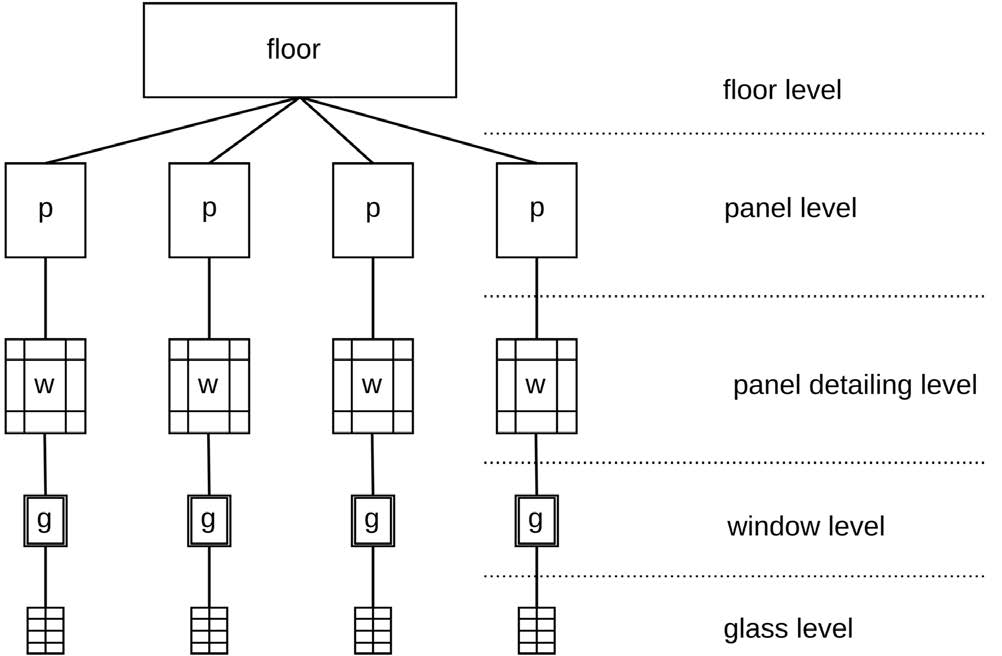 floor
floor level
p p p p
panel level
w w w w
panel detailing level
g g g g
window level
glass level